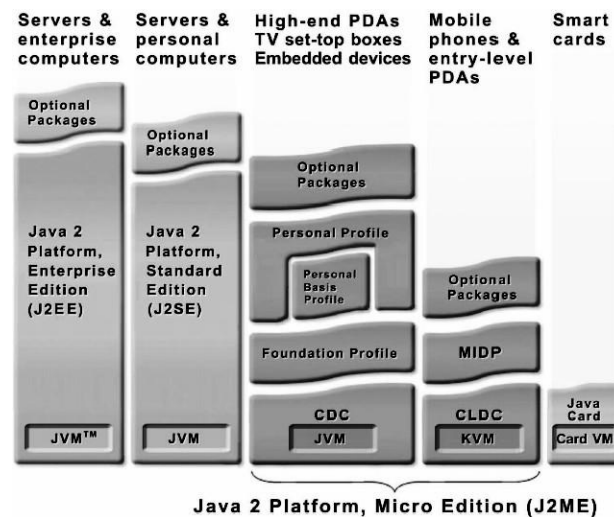 Servers &
enterprise
computers
Servers &
personal
computers
High-end PDAs
TV set-top boxes
Embedded devices
Mobile
phones &
entry-level
PDAs
Smart
cards
Optional
Packages
Java 2
Platform,
Enterprise
Edition
(J2EE)
JVM™
Optional
Packages
Java 2
Platform,
Standard
Edition
(J2SE)
JVM
Optional
Packages
Personal Profile
Personal
Basis
Profile
Foundation Profile
CDC
JVM
Optional
Packages
MIDP
CLDC
KVM
Java
Card
Card VM
Java 2 Platform, Micro Edition (J2ME)